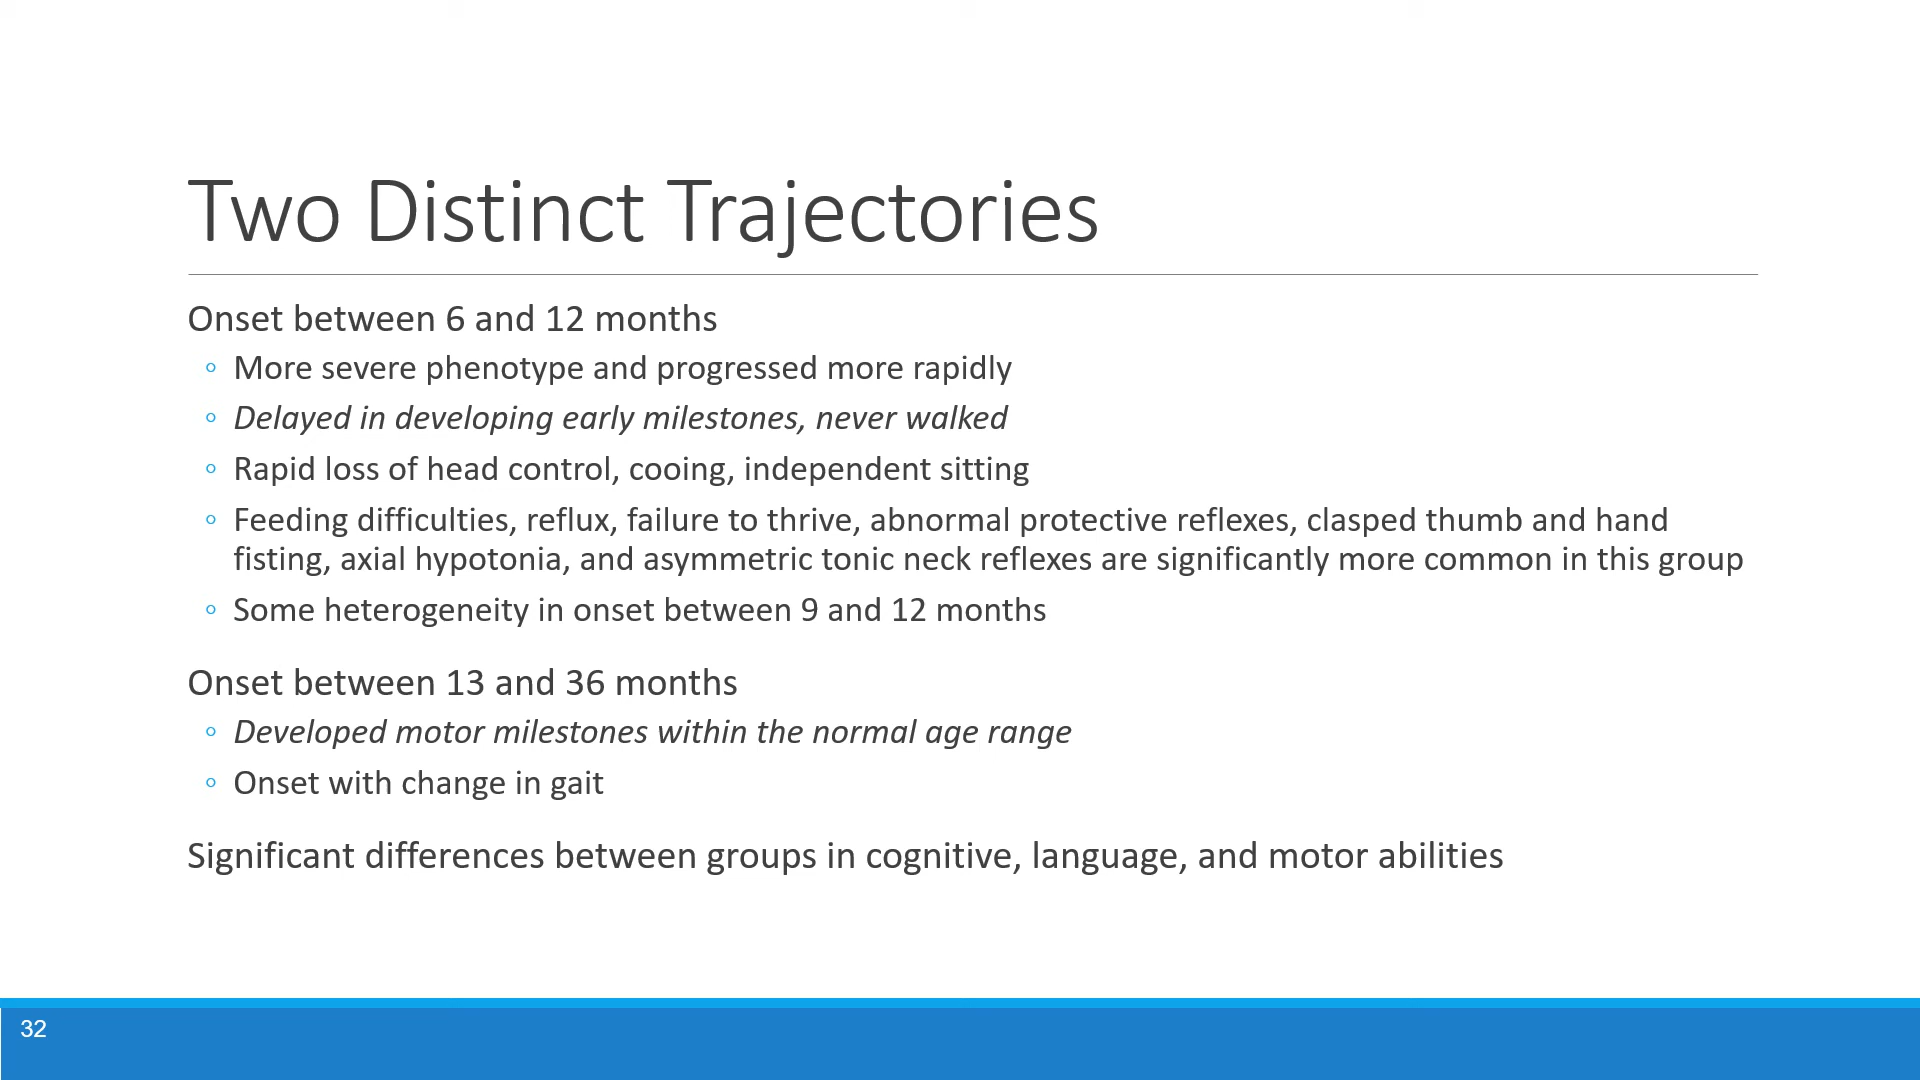 Two Distinct Trajectories
Onset between 6 and 12 months
◦ More severe phenotype and progressed more rapidly
◦ Delayed in developing early milestones, never walked
◦ Rapid loss of head control, cooing, independent sitting
◦ Feeding difficulties, reflux, failure to thrive, abnormal protective reflexes, clasped thumb and hand
fisting, axial hypotonia, and asymmetric tonic neck reflexes are significantly more common in this group
◦ Some heterogeneity in onset between 9 and 12 months
Onset between 13 and 36 months
◦ Developed motor milestones within the normal age range
◦ Onset with change in gait
Significant differences between groups in cognitive, language, and motor abilities
32